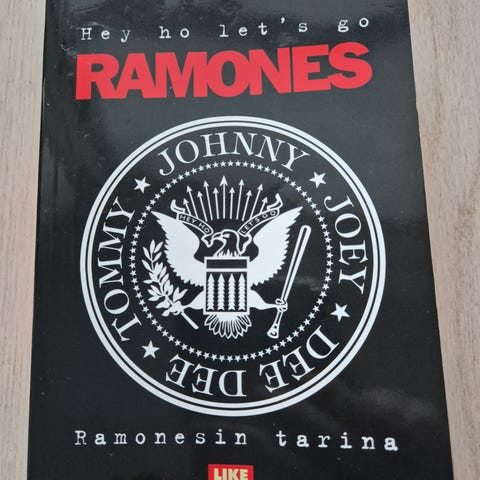 Hey ho let's go
RAMONES
JOHNNY
JOEY
DEE DEE
TOMMY
HEY HO
LET'S GO
Ramonesin tarina
LIKE